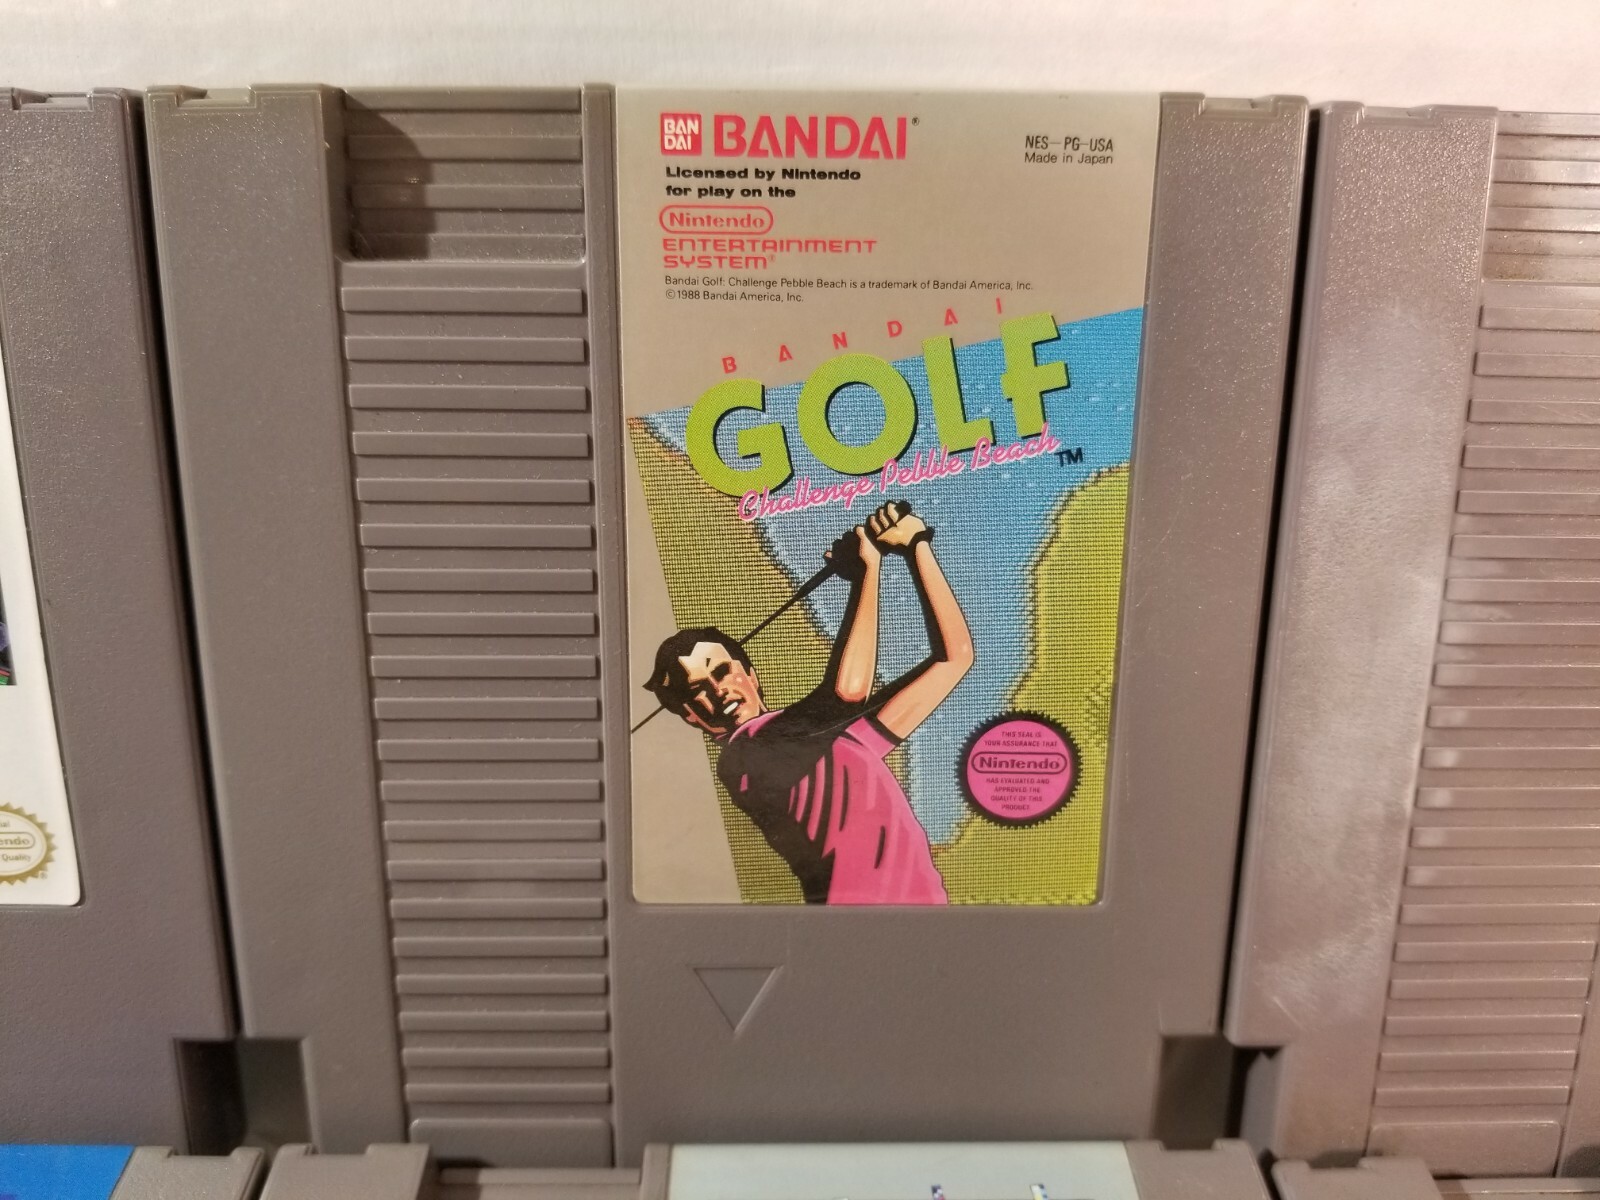 BAN
DAI
BANDAI®
NES-PG-USA
Made in Japan
Licensed by Nintendo
for play on the
Nintendo
ENTERTAINMENT
SYSTEM®
Bandai Golf: Challenge Pebble Beach is a trademark of Bandai America, Inc.
©1988 Bandai America, Inc.
BANDAI
GOLF
Challenge Pebble Beach™
THIS SEAL IS
YOUR ASSURANCE THAT
Nintendo
HAS EVALUATED AND
APPROVED THE
QUALITY OF THIS
PRODUCT
Quality